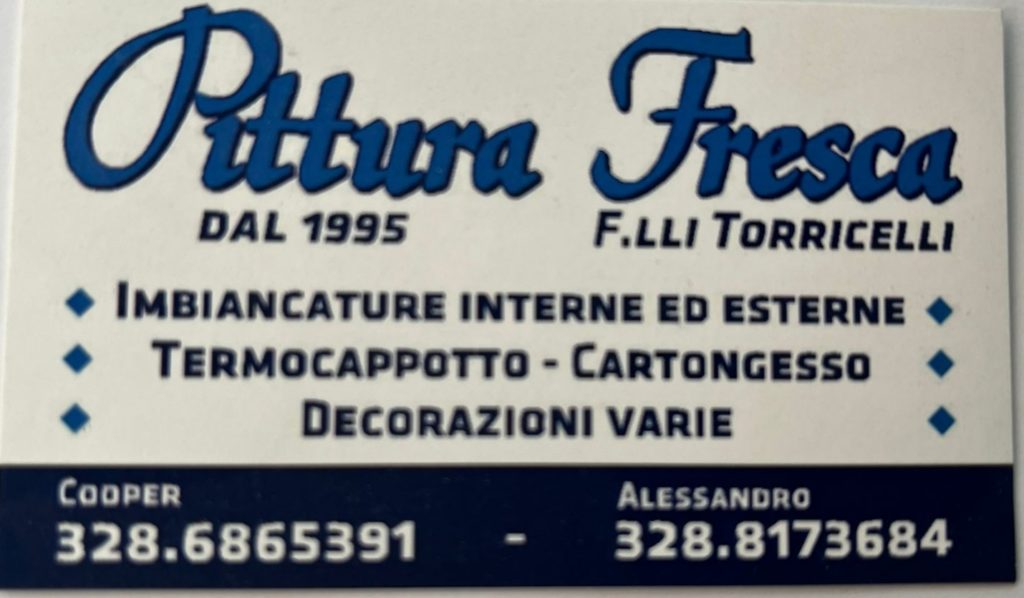 Pittura Fresca
DAL 1995 F.LLI TORRICELLI
IMBIANCATURE INTERNE ED ESTERNE
TERMOCAPPOTTO - CARTONGESSO
DECORAZIONI VARIE
COOPER ALESSANDRO
328.6865391 - 328.8173684